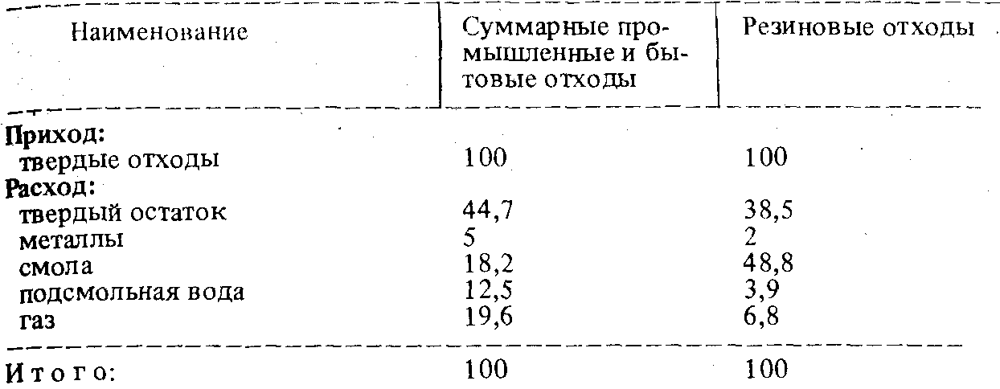 Наименование Суммарные про- Резиновые отходы
мышленные и бы-
товые отходы
Приход:
твердые отходы 100 100
Расход:
твердый остаток 44,7 38,5
металлы 5 2
смола 18,2 48,8
подсмольная вода 12,5 3,9
газ 19,6 6,8
И т о г о: 100 100